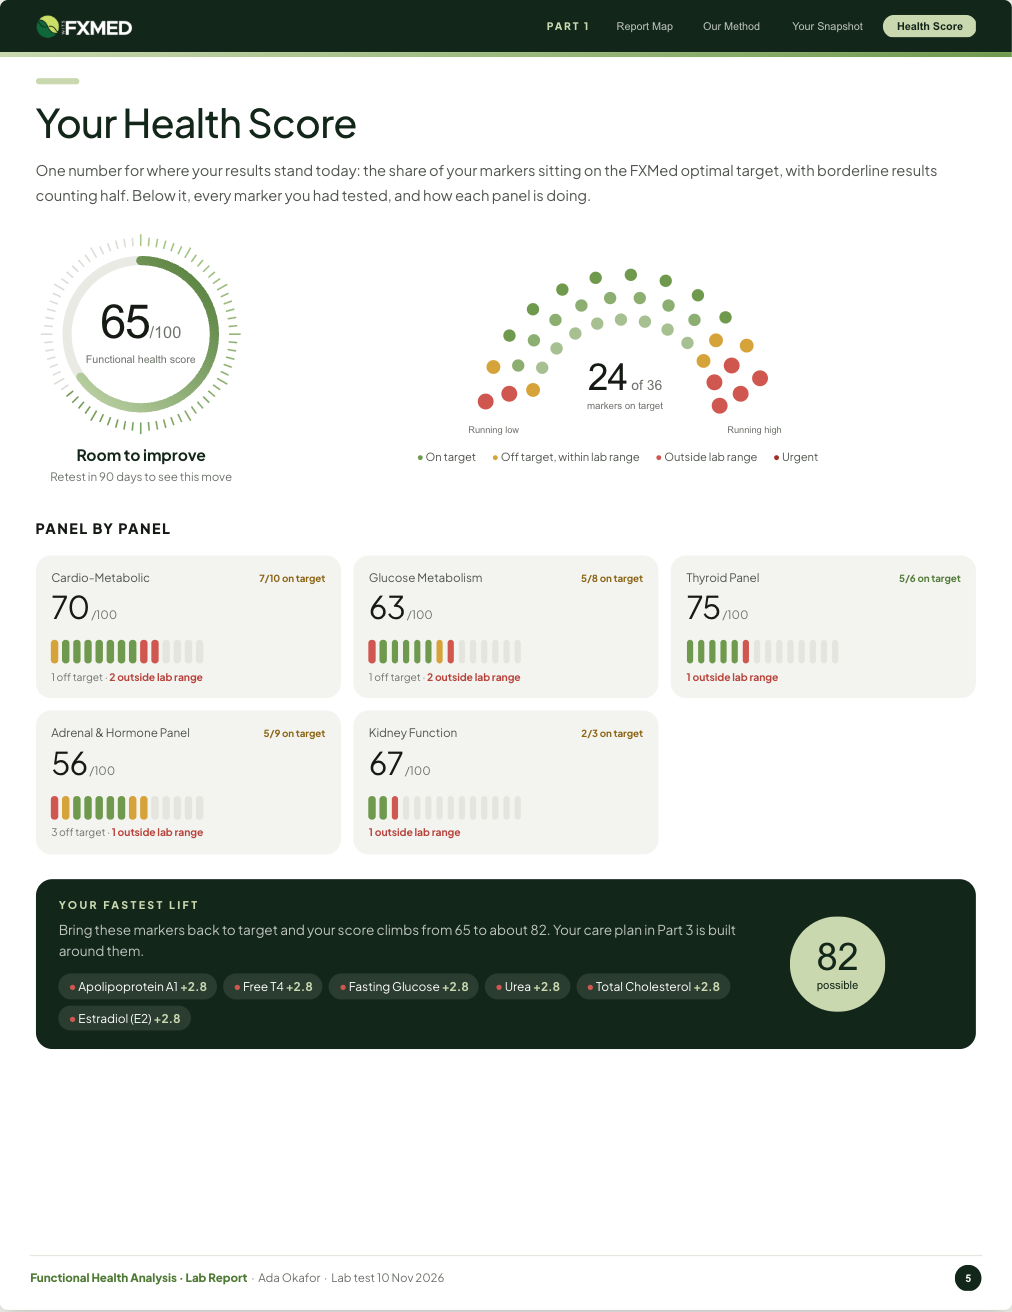 FXMED
PART 1
Report Map
Our Method
Your Snapshot
Health Score
Your Health Score
One number for where your results stand today: the share of your markers sitting on the FXMed optimal target, with borderline results
counting half. Below it, every marker you had tested, and how each panel is doing.
65/100
Functional health score
Room to improve
Retest in 90 days to see this move
24 of 36
markers on target
Running low
Running high
On target
Off target, within lab range
Outside lab range
Urgent
PANEL BY PANEL
Cardio-Metabolic
7/10 on target
70/100
1 off target · 2 outside lab range
Glucose Metabolism
5/8 on target
63/100
1 off target · 2 outside lab range
Thyroid Panel
5/6 on target
75/100
1 outside lab range
Adrenal & Hormone Panel
5/9 on target
56/100
3 off target · 1 outside lab range
Kidney Function
2/3 on target
67/100
1 outside lab range
YOUR FASTEST LIFT
Bring these markers back to target and your score climbs from 65 to about 82. Your care plan in Part 3 is built
around them.
Apolipoprotein A1 +2.8
Free T4 +2.8
Fasting Glucose +2.8
Urea +2.8
Total Cholesterol +2.8
Estradiol (E2) +2.8
82
possible
Functional Health Analysis · Lab Report · Ada Okafor · Lab test 10 Nov 2026
5